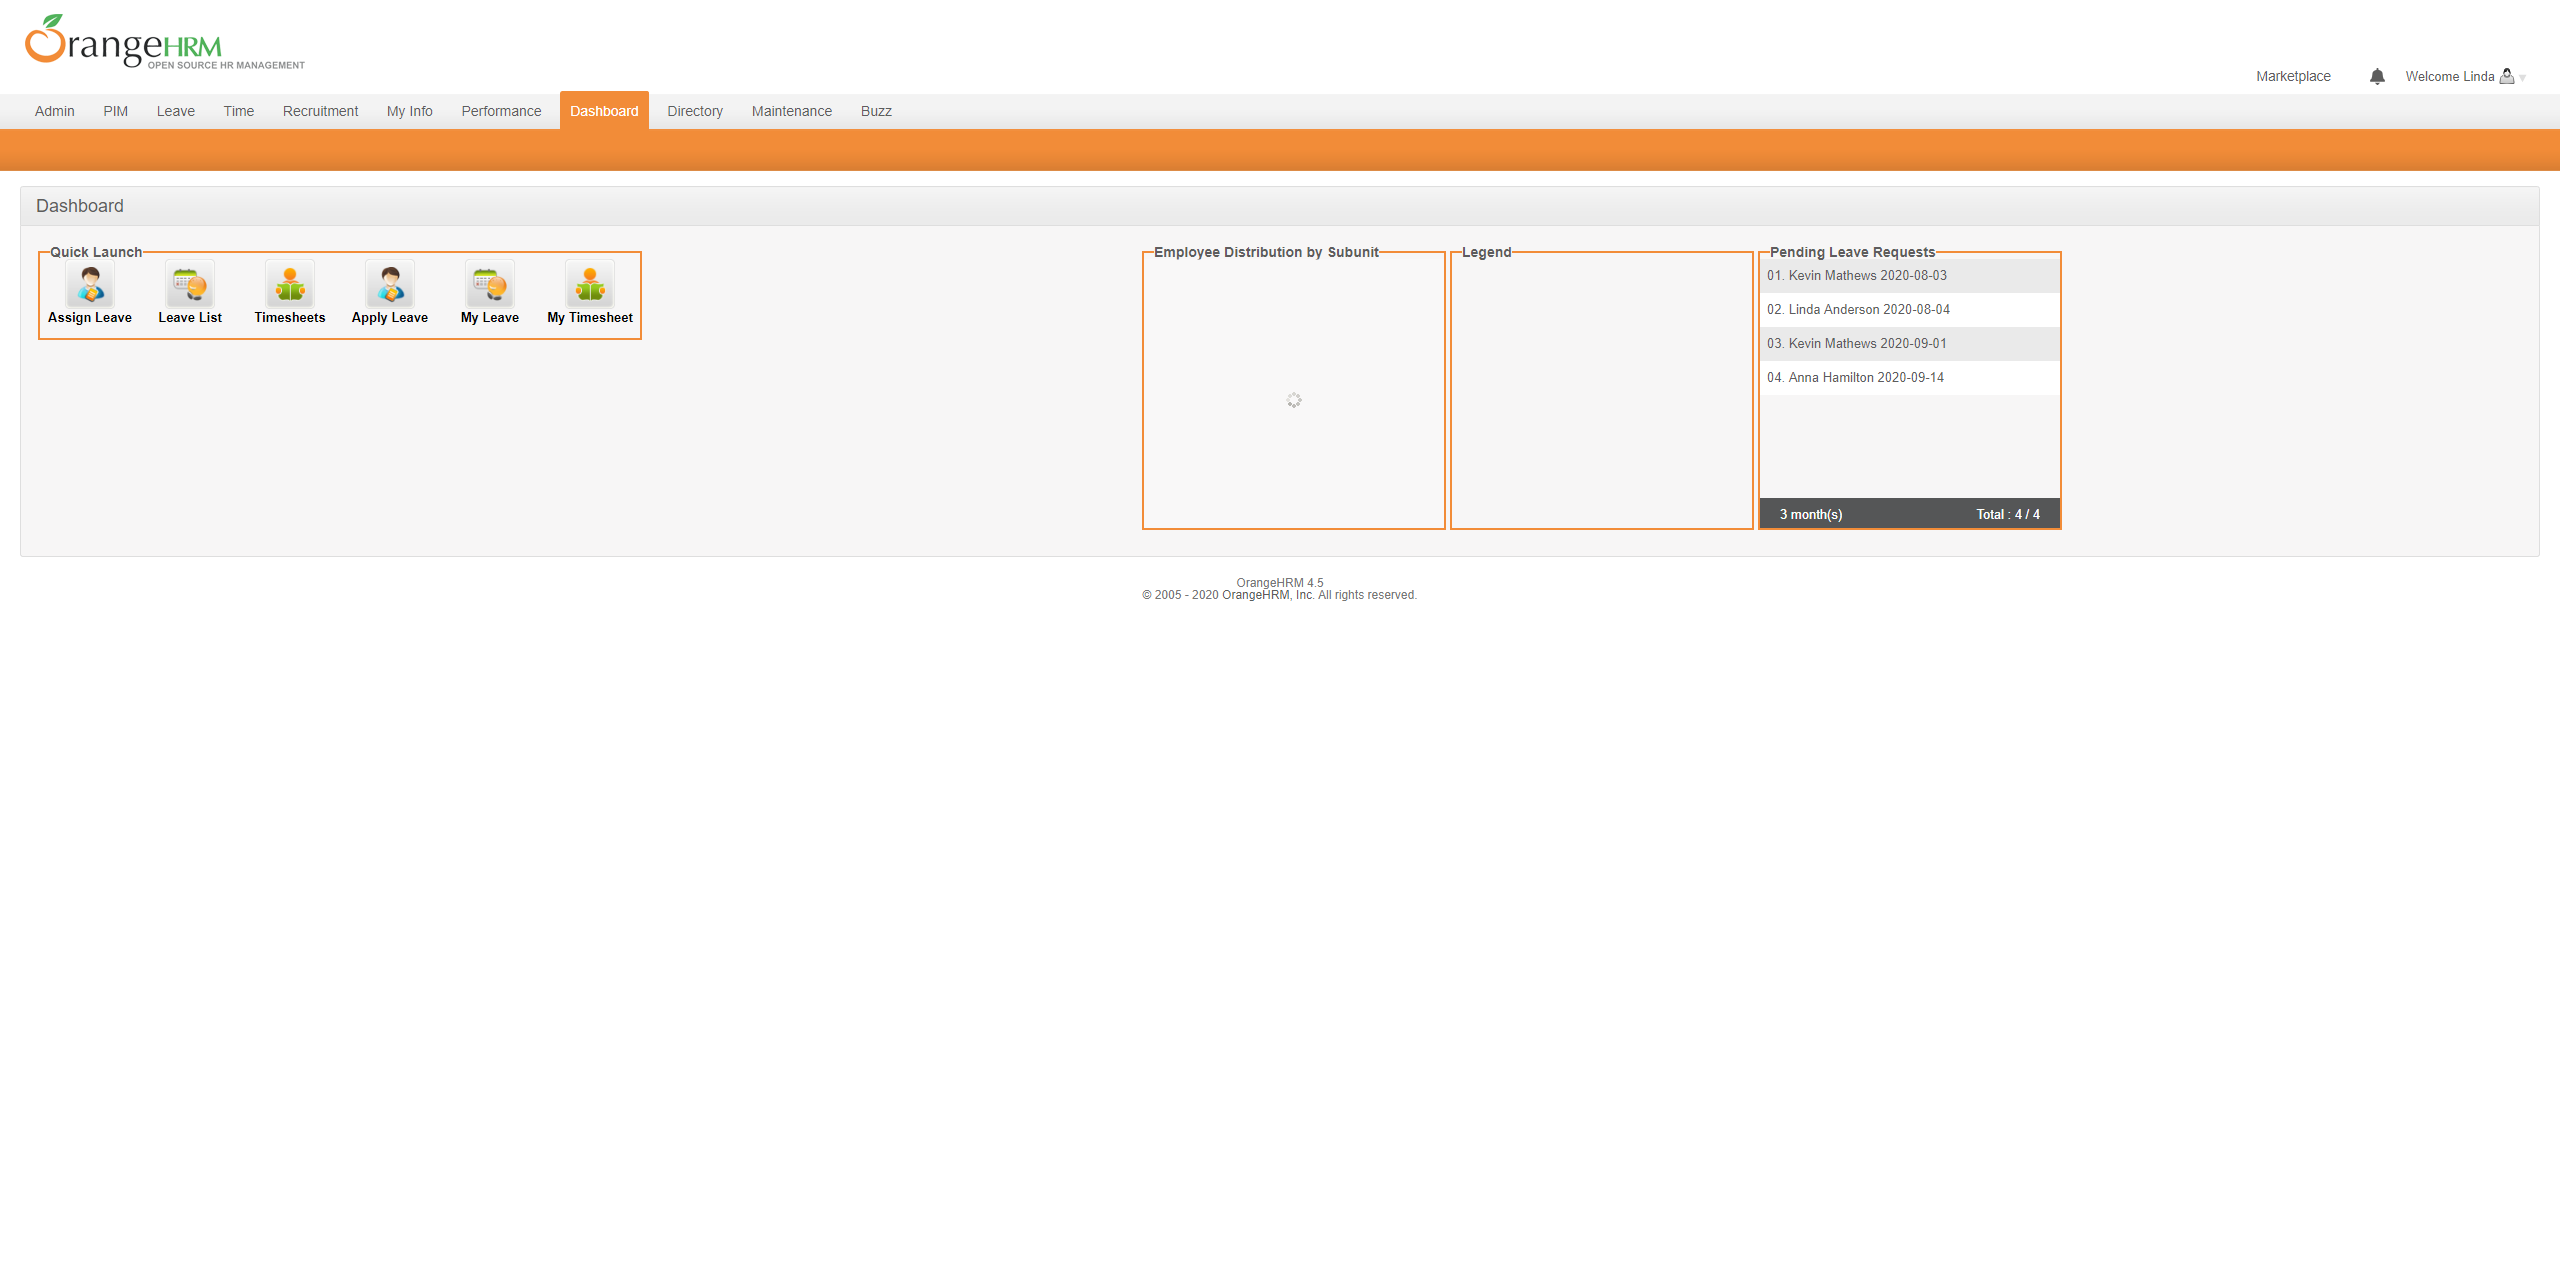 OrangeHRM
OPEN SOURCE HR MANAGEMENT
Marketplace
Welcome Linda
Admin PIM Leave Time Recruitment My Info Performance Dashboard Directory Maintenance Buzz
Dashboard
Quick Launch
Assign Leave Leave List Timesheets Apply Leave My Leave My Timesheet
Employee Distribution by Subunit
Legend
Pending Leave Requests
01. Kevin Mathews 2020-08-03
02. Linda Anderson 2020-08-04
03. Kevin Mathews 2020-09-01
04. Anna Hamilton 2020-09-14
3 month(s) Total : 4 / 4
OrangeHRM 4.5
© 2005 - 2020 OrangeHRM, Inc. All rights reserved.